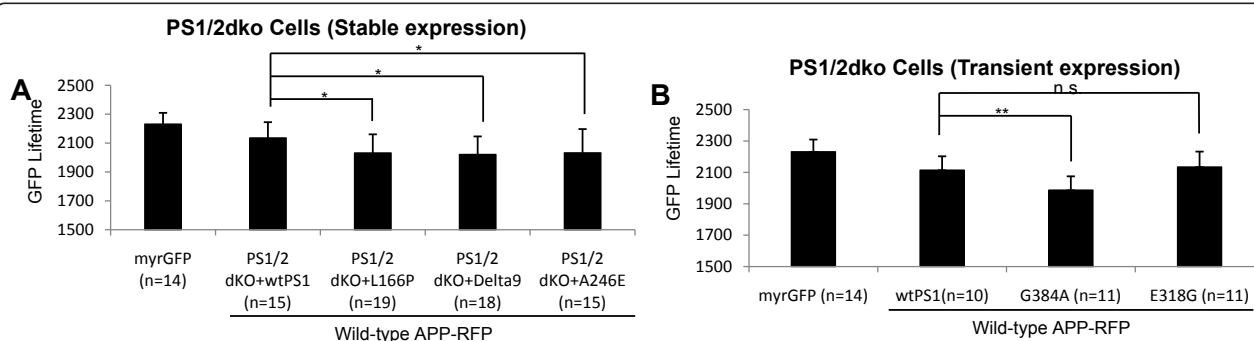 PS1/2dko Cells (Stable expression)
A
*
*
*
GFP Lifetime
2500
2300
2100
1900
1700
1500
myrGFP
(n=14)
PS1/2
dKO+wtPS1
(n=15)
PS1/2
dKO+L166P
(n=19)
PS1/2
dKO+Delta9
(n=18)
PS1/2
dKO+A246E
(n=15)
Wild-type APP-RFP
PS1/2dko Cells (Transient expression)
B
n s
**
GFP Lifetime
2500
2300
2100
1900
1700
1500
myrGFP (n=14)
wtPS1(n=10)
G384A (n=11)
E318G (n=11)
Wild-type APP-RFP